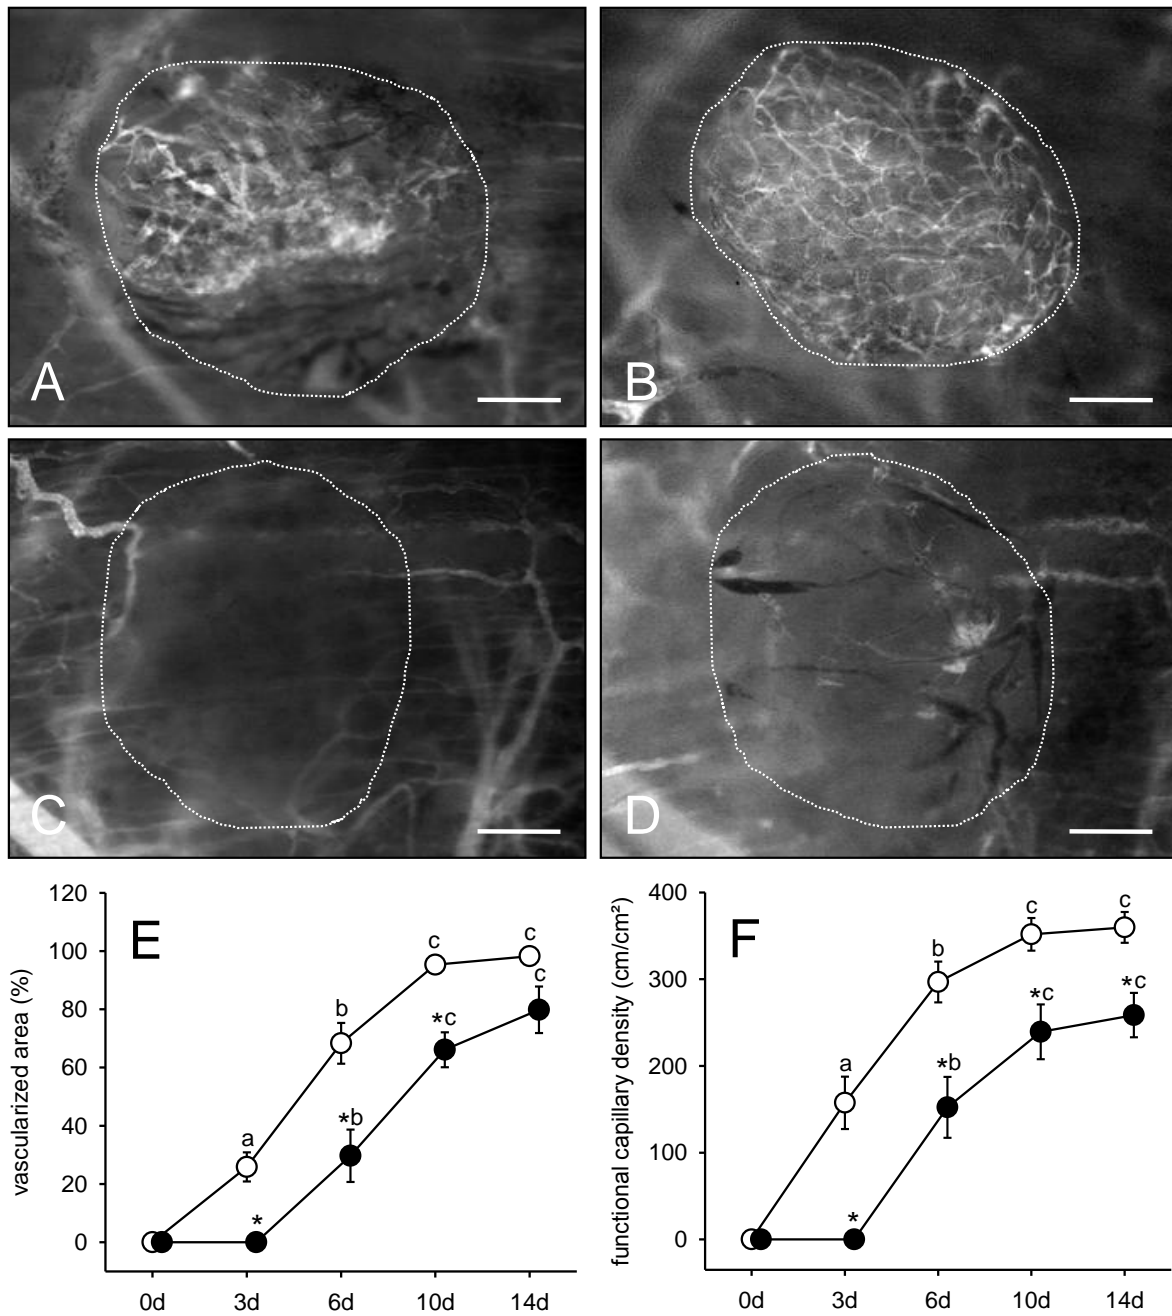 A
B
C
D
E
vascularized area (%)
120
100
80
60
40
20
0
a
b
c
c
*
*b
*c
c
0d
3d
6d
10d
14d
F
functional capillary density (cm/cm²)
400
300
200
100
0
a
b
c
c
*
*b
*c
*c
0d
3d
6d
10d
14d